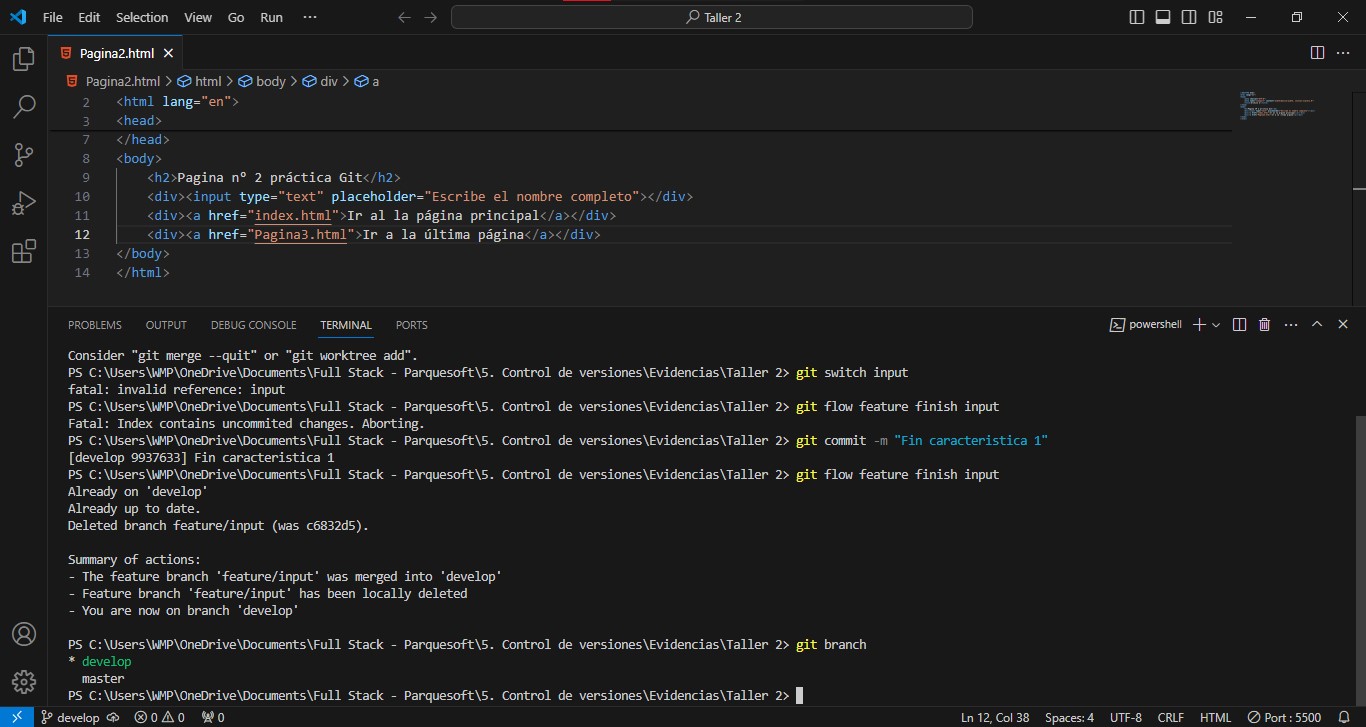 File Edit Selection View Go Run ··· Taller 2
Pagina2.html
Pagina2.html > html > body > div > a
2 <html lang="en">
3 <head>
7 </head>
8 <body>
9 <h2>Pagina nº 2 práctica Git</h2>
10 <div><input type="text" placeholder="Escribe el nombre completo"></div>
11 <div><a href="index.html">Ir al la página principal</a></div>
12 <div><a href="Pagina3.html">Ir a la última página</a></div>
13 </body>
14 </html>
PROBLEMS OUTPUT DEBUG CONSOLE TERMINAL PORTS powershell
Consider "git merge --quit" or "git worktree add".
PS C:\Users\WMP\OneDrive\Documents\Full Stack - Parquesoft\5. Control de versiones\Evidencias\Taller 2> git switch input
fatal: invalid reference: input
PS C:\Users\WMP\OneDrive\Documents\Full Stack - Parquesoft\5. Control de versiones\Evidencias\Taller 2> git flow feature finish input
Fatal: Index contains uncommited changes. Aborting.
PS C:\Users\WMP\OneDrive\Documents\Full Stack - Parquesoft\5. Control de versiones\Evidencias\Taller 2> git commit -m "Fin caracteristica 1"
[develop 9937633] Fin caracteristica 1
PS C:\Users\WMP\OneDrive\Documents\Full Stack - Parquesoft\5. Control de versiones\Evidencias\Taller 2> git flow feature finish input
Already on 'develop'
Already up to date.
Deleted branch feature/input (was c6832d5).
Summary of actions:
- The feature branch 'feature/input' was merged into 'develop'
- Feature branch 'feature/input' has been locally deleted
- You are now on branch 'develop'
PS C:\Users\WMP\OneDrive\Documents\Full Stack - Parquesoft\5. Control de versiones\Evidencias\Taller 2> git branch
* develop
master
PS C:\Users\WMP\OneDrive\Documents\Full Stack - Parquesoft\5. Control de versiones\Evidencias\Taller 2>
develop 0 0 0 Ln 12, Col 38 Spaces: 4 UTF-8 CRLF HTML Port : 5500